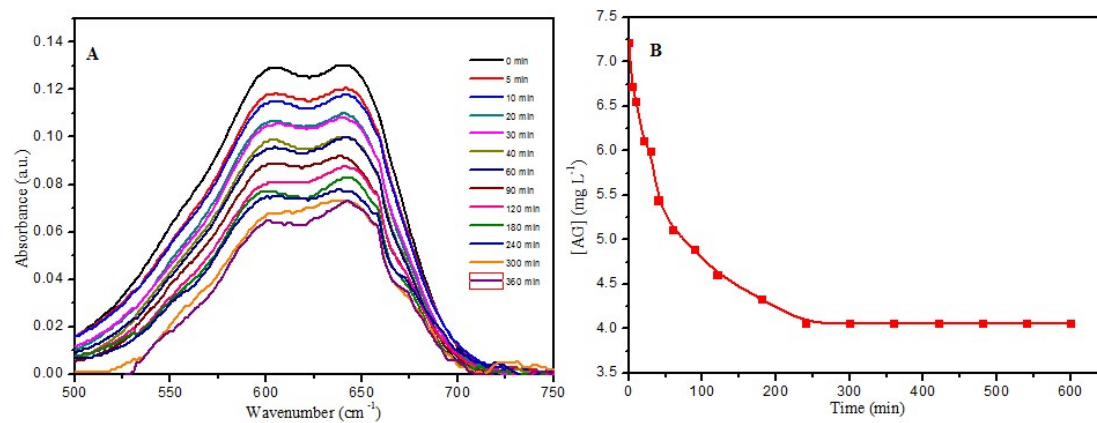 A
0.14
0.12
0.10
0.08
0.06
0.04
0.02
0.00
Absorbance (a.u.)
500
550
600
650
700
750
Wavenumber (cm⁻¹)
0 min
5 min
10 min
20 min
30 min
40 min
60 min
90 min
120 min
180 min
240 min
300 min
360 min
B
7.5
7.0
6.5
6.0
5.5
5.0
4.5
4.0
3.5
[AG] (mg L⁻¹)
0
100
200
300
400
500
600
Time (min)